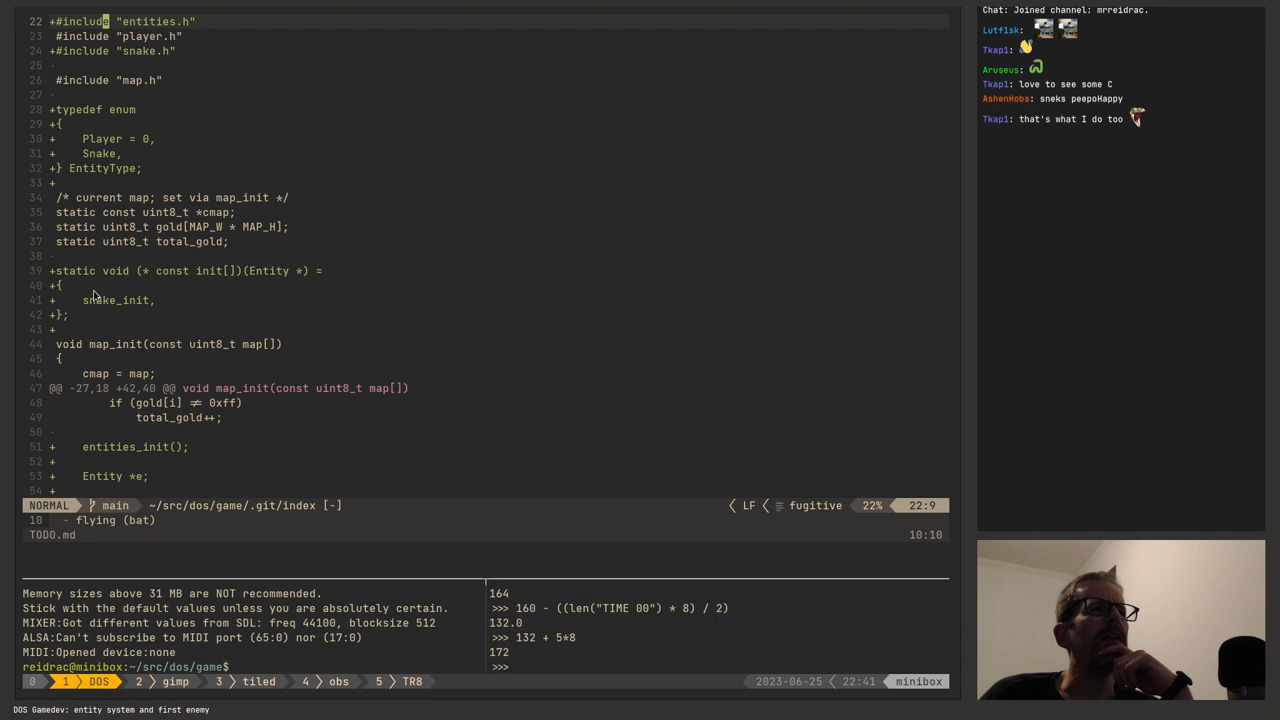 22 +#include "entities.h"
23  #include "player.h"
24 +#include "snake.h"
25
26  #include "map.h"
27
28 +typedef enum
29 +{
30 +    Player = 0,
31 +    Snake,
32 +} EntityType;
33 +
34  /* current map; set via map_init */
35  static const uint8_t *cmap;
36  static uint8_t gold[MAP_W * MAP_H];
37  static uint8_t total_gold;
38
39 +static void (* const init[])(Entity *) =
40 +{
41 +    snake_init,
42 +};
43 +
44  void map_init(const uint8_t map[])
45  {
46      cmap = map;
47 @@ -27,18 +42,40 @@ void map_init(const uint8_t map[])
48          if (gold[i] != 0xff)
49              total_gold++;
50
51 +    entities_init();
52 +
53 +    Entity *e;
54 +
NORMAL main ~/src/dos/game/.git/index [-] LF fugitive 22% 22:9
10   - flying (bat)
TODO.md 10:10
Memory sizes above 31 MB are NOT recommended.
Stick with the default values unless you are absolutely certain.
MIXER:Got different values from SDL: freq 44100, blocksize 512
ALSA:Can't subscribe to MIDI port (65:0) nor (17:0)
MIDI:Opened device:none
reidrac@minibox:~/src/dos/game$
164
>>> 160 - ((len("TIME 00") * 8) / 2)
132.0
>>> 132 + 5*8
172
>>>
0 1 DOS 2 gimp 3 tiled 4 obs 5 TR8 2023-06-25 22:41 minibox
Chat: Joined channel: mrreidrac.
Lutf1sk:
Tkap1:
Aruseus:
Tkap1: love to see some C
AshenHobs: sneks peepoHappy
Tkap1: that's what I do too
DOS Gamedev: entity system and first enemy